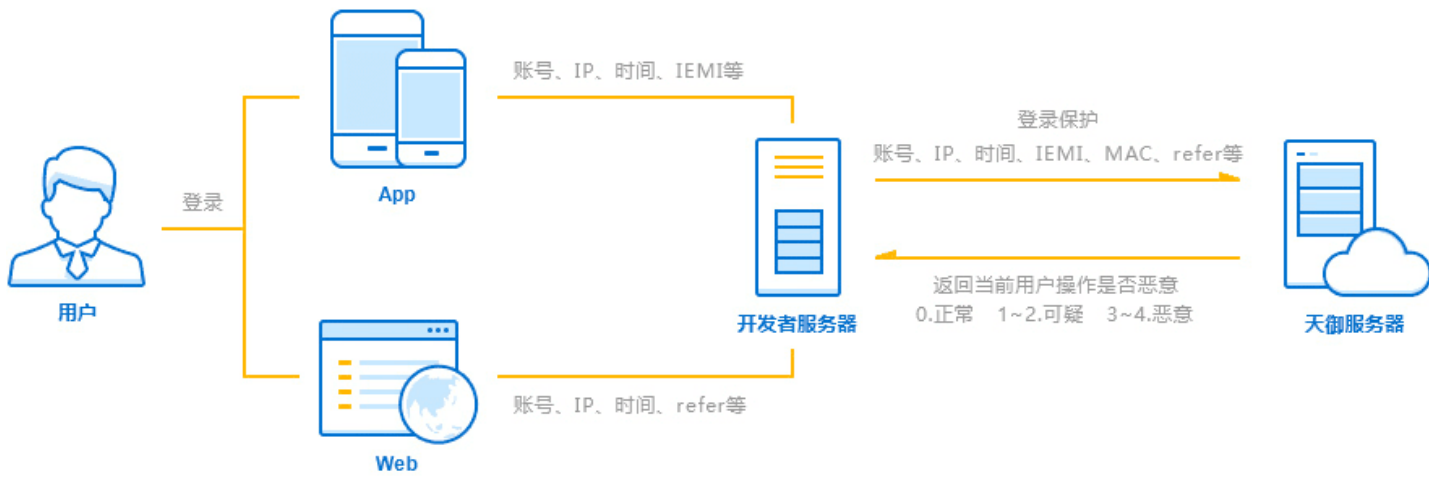 账号、IP、时间、IEMI等
登录保护
账号、IP、时间、IEMI、MAC、refer等
App
登录
用户
返回当前用户操作是否恶意
0.正常 1~2.可疑 3~4.恶意
开发者服务器
天御服务器
账号、IP、时间、refer等
Web